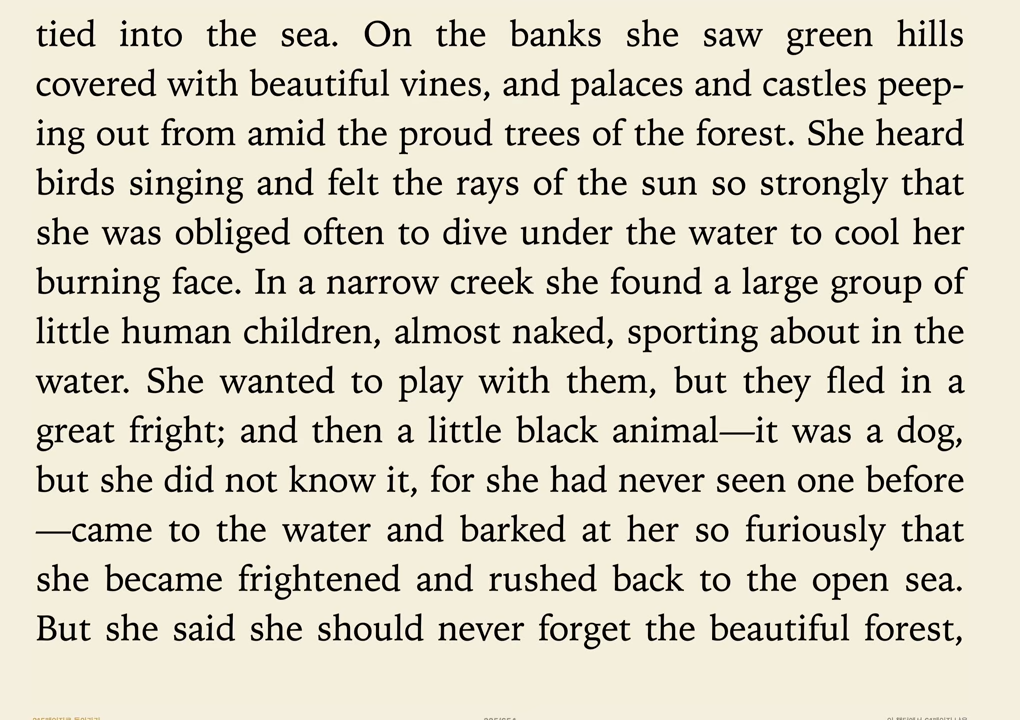 tied into the sea. On the banks she saw green hills
covered with beautiful vines, and palaces and castles peep-
ing out from amid the proud trees of the forest. She heard
birds singing and felt the rays of the sun so strongly that
she was obliged often to dive under the water to cool her
burning face. In a narrow creek she found a large group of
little human children, almost naked, sporting about in the
water. She wanted to play with them, but they fled in a
great fright; and then a little black animal—it was a dog,
but she did not know it, for she had never seen one before
—came to the water and barked at her so furiously that
she became frightened and rushed back to the open sea.
But she said she should never forget the beautiful forest,